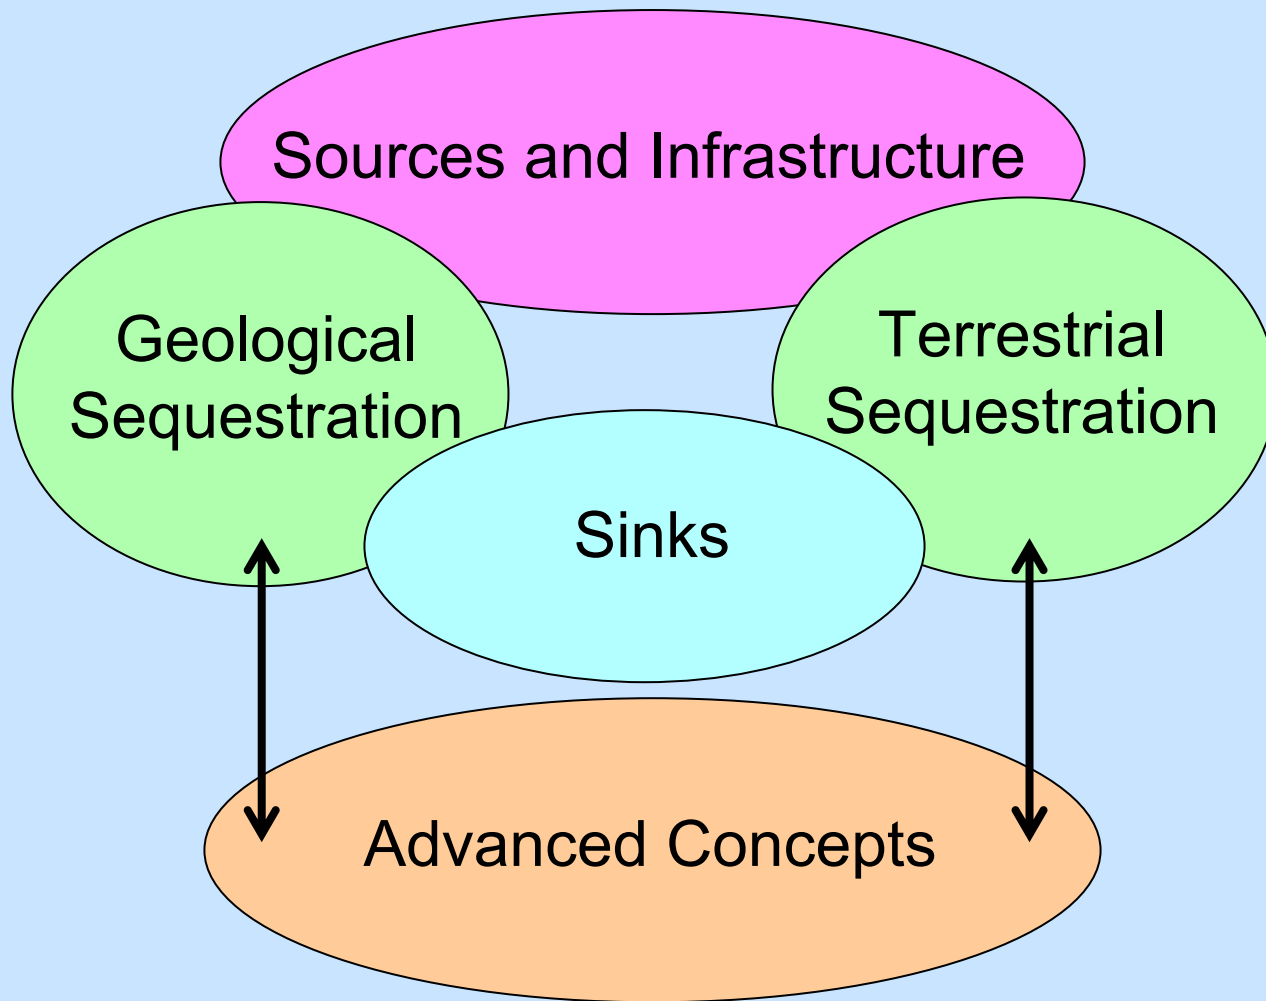 Sources and Infrastructure
Geological
Sequestration
Terrestrial
Sequestration
Sinks
Advanced Concepts